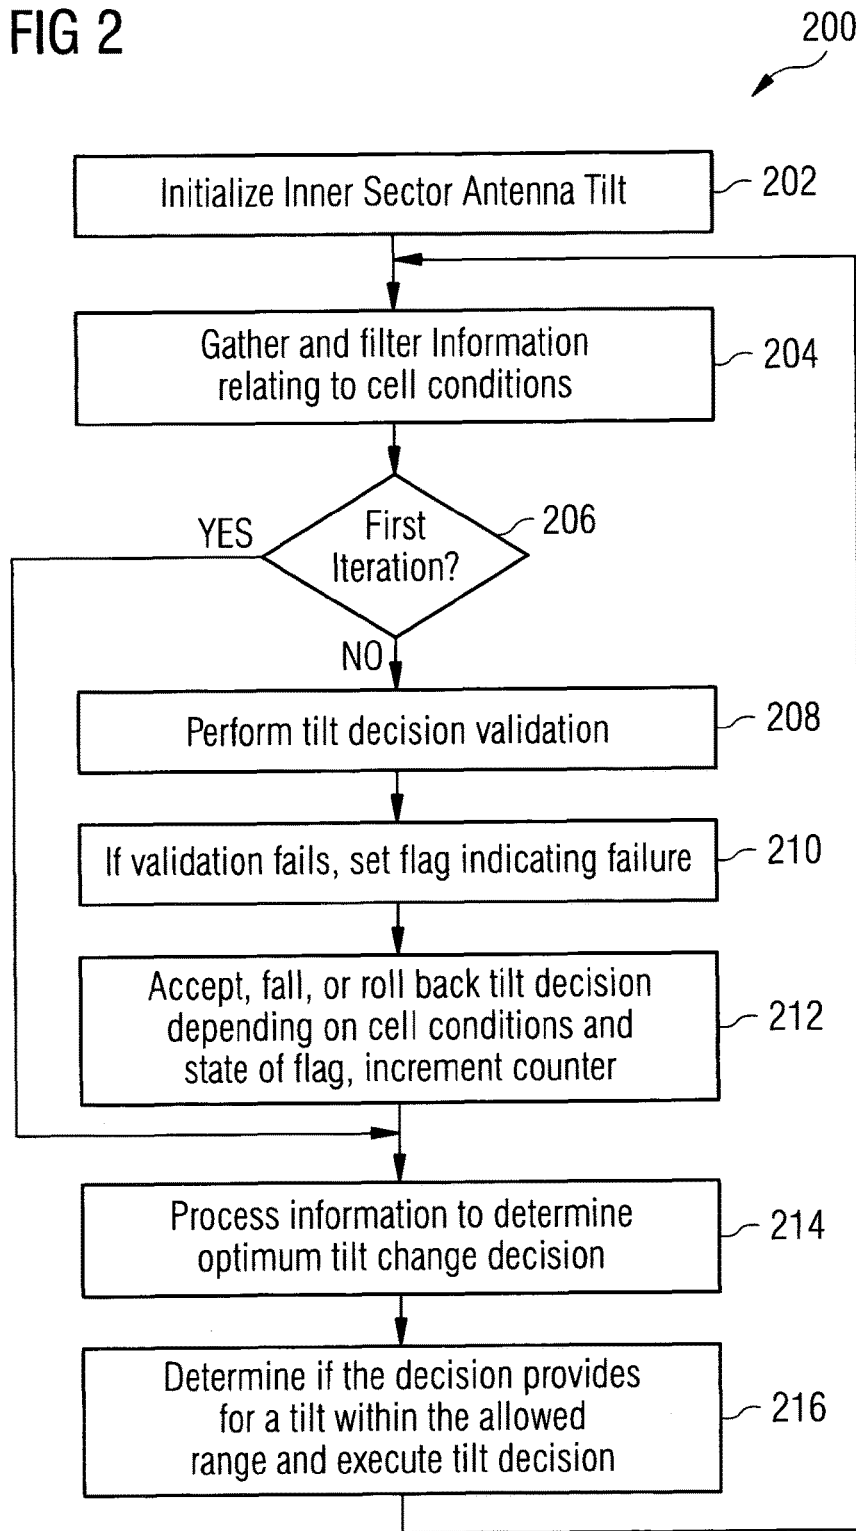 FIG 2
200
Initialize Inner Sector Antenna Tilt
202
Gather and filter Information
relating to cell conditions
204
First
Iteration?
206
YES
NO
Perform tilt decision validation
208
If validation fails, set flag indicating failure
210
Accept, fall, or roll back tilt decision
depending on cell conditions and
state of flag, increment counter
212
Process information to determine
optimum tilt change decision
214
Determine if the decision provides
for a tilt within the allowed
range and execute tilt decision
216